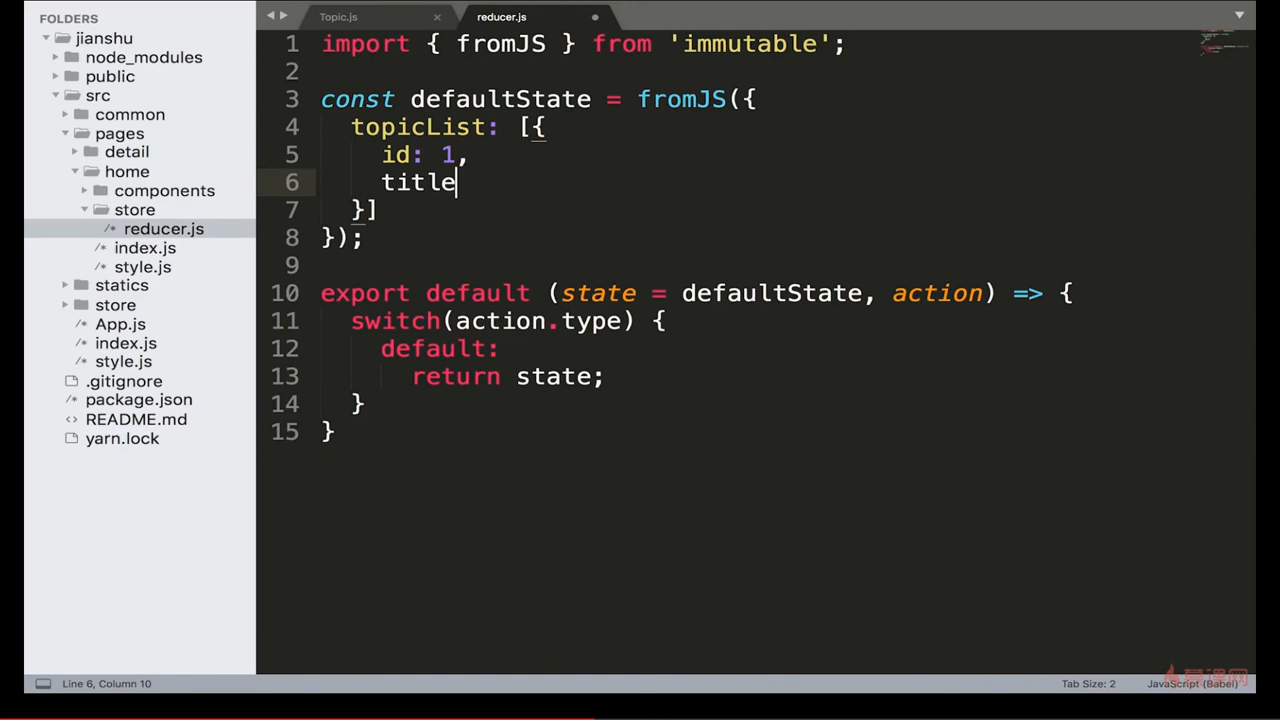 FOLDERS
jianshu
node_modules
public
src
common
pages
detail
home
components
store
reducer.js
index.js
style.js
statics
store
App.js
index.js
style.js
.gitignore
package.json
README.md
yarn.lock
Topic.js
reducer.js
1 import { fromJS } from 'immutable';
2
3 const defaultState = fromJS({
4 topicList: [{
5 id: 1,
6 title
7 }]
8 });
9
10 export default (state = defaultState, action) => {
11 switch(action.type) {
12 default:
13 return state;
14 }
15 }
Line 6, Column 10
Tab Size: 2
JavaScript (Babel)
慕课网